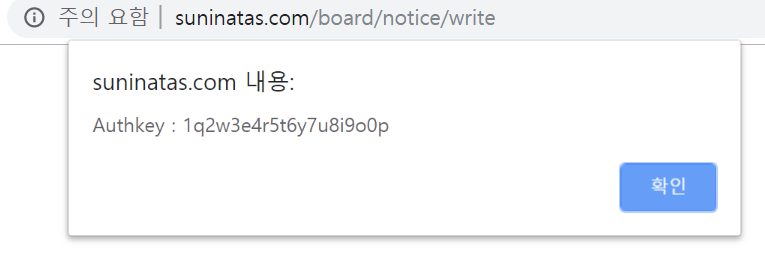 주의 요함 | suninatas.com/board/notice/write
suninatas.com 내용:
Authkey : 1q2w3e4r5t6y7u8i9o0p
확인